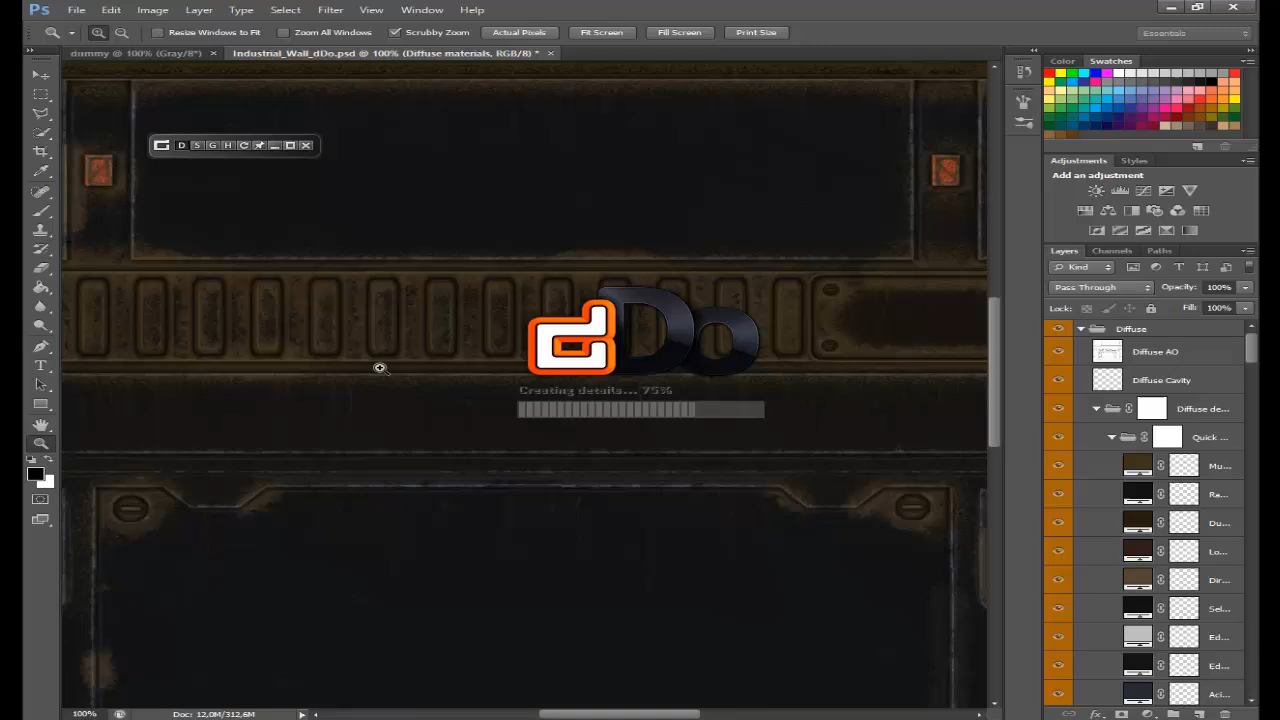 Ps File Edit Image Layer Type Select Filter View Window Help
Resize Windows to Fit Zoom All Windows Scrubby Zoom Actual Pixels Fit Screen Fill Screen Print Size Essentials
dummy @ 100% (Gray/8*) × Industrial_Wall_dDo.psd @ 100% (Diffuse materials, RGB/8) * ×
Color Swatches
D S G H
Adjustments Styles
Add an adjustment
Layers Channels Paths
Kind
Pass Through Opacity: 100%
Lock: Fill: 100%
Diffuse
Diffuse AO
Diffuse Cavity
Diffuse de...
Quick ...
Mu...
Ra...
Du...
Lo...
Dir...
Sel...
Ed...
Ed...
Aci...
dDo
Creating details... 75%
100% Doc: 12,0M/312,6M